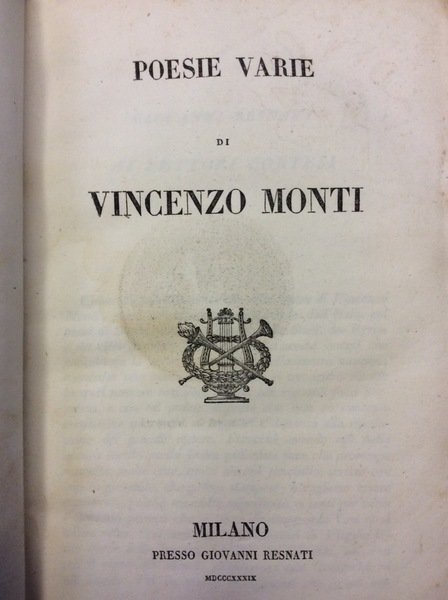 POESIE VARIE
DI
VINCENZO MONTI
MILANO
PRESSO GIOVANNI RESNATI
MDCCCXXXIX